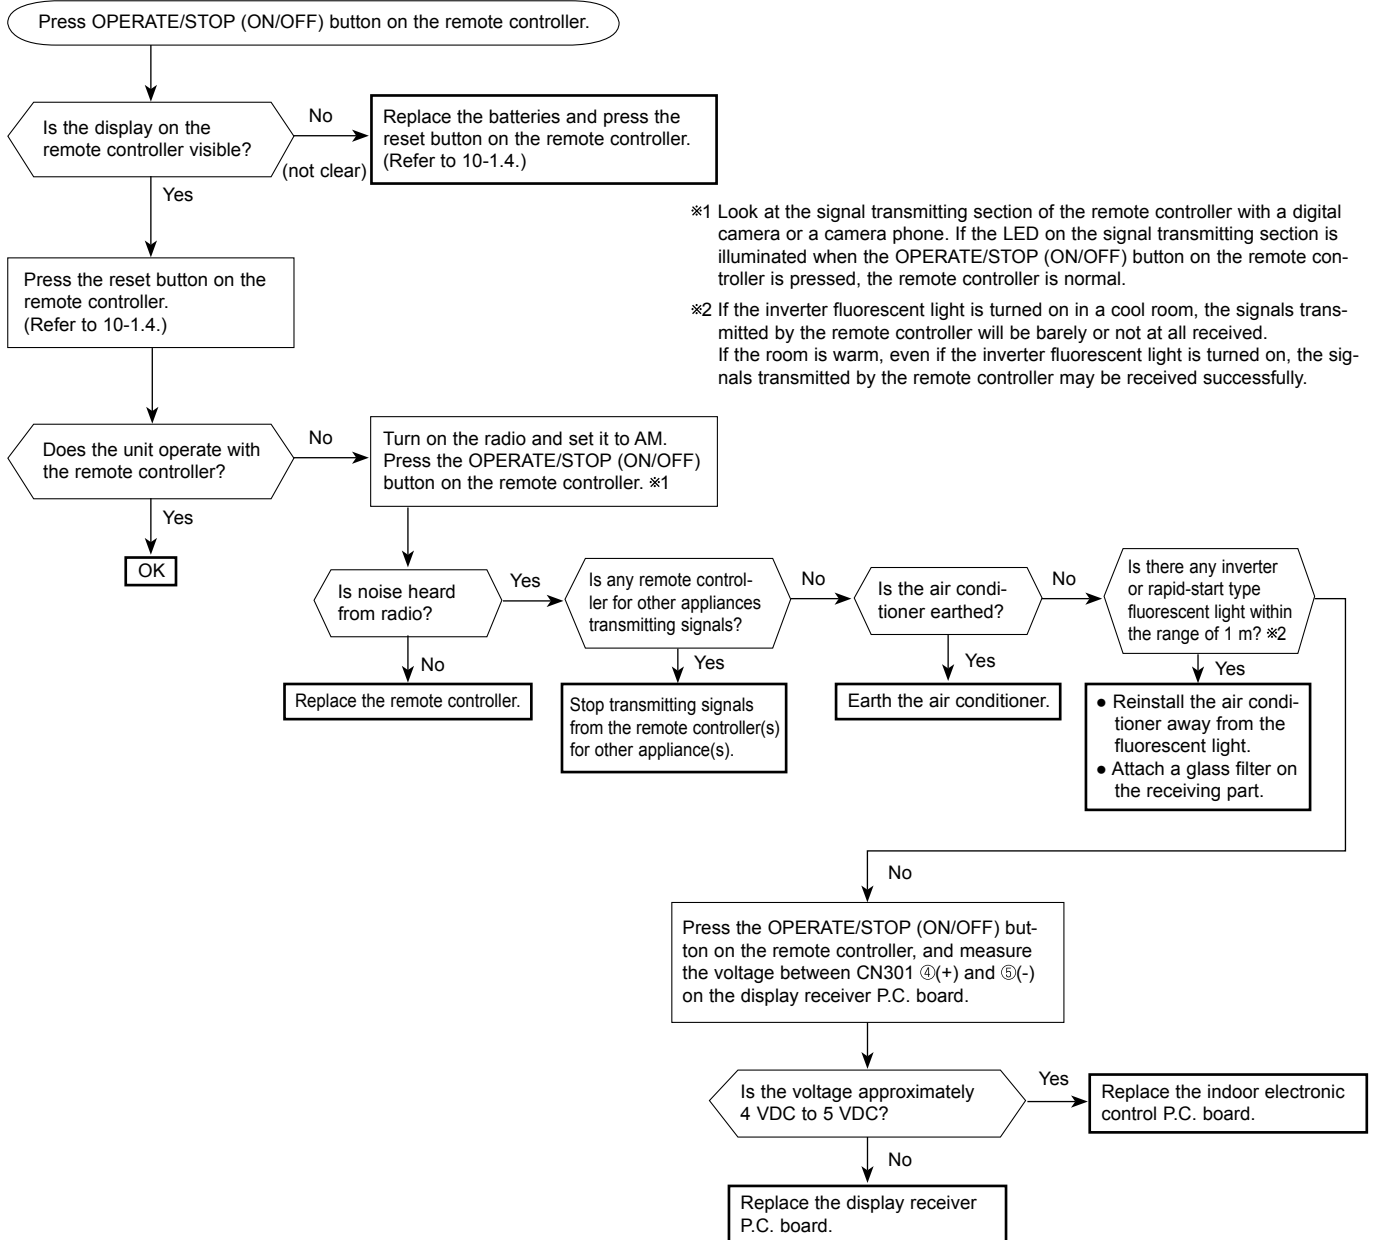 Press OPERATE/STOP (ON/OFF) button on the remote controller.
Is the display on the
remote controller visible?
No
(not clear)
Replace the batteries and press the
reset button on the remote controller.
(Refer to 10-1.4.)
Yes
※1 Look at the signal transmitting section of the remote controller with a digital
camera or a camera phone. If the LED on the signal transmitting section is
illuminated when the OPERATE/STOP (ON/OFF) button on the remote con-
troller is pressed, the remote controller is normal.
※2 If the inverter fluorescent light is turned on in a cool room, the signals trans-
mitted by the remote controller will be barely or not at all received.
If the room is warm, even if the inverter fluorescent light is turned on, the sig-
nals transmitted by the remote controller may be received successfully.
Press the reset button on the
remote controller.
(Refer to 10-1.4.)
Does the unit operate with
the remote controller?
No
Turn on the radio and set it to AM.
Press the OPERATE/STOP (ON/OFF)
button on the remote controller. ※1
Yes
OK
Is noise heard
from radio?
Yes
Is any remote control-
ler for other appliances
transmitting signals?
No
Is the air condi-
tioner earthed?
No
Is there any inverter
or rapid-start type
fluorescent light within
the range of 1 m? ※2
No
Replace the remote controller.
Yes
Stop transmitting signals
from the remote controller(s)
for other appliance(s).
Yes
Earth the air conditioner.
Yes
● Reinstall the air condi-
tioner away from the
fluorescent light.
● Attach a glass filter on
the receiving part.
No
Press the OPERATE/STOP (ON/OFF) but-
ton on the remote controller, and measure
the voltage between CN301 ④(+) and ⑤(-)
on the display receiver P.C. board.
Is the voltage approximately
4 VDC to 5 VDC?
Yes
Replace the indoor electronic
control P.C. board.
No
Replace the display receiver
P.C. board.